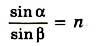 sin α / sin β = n